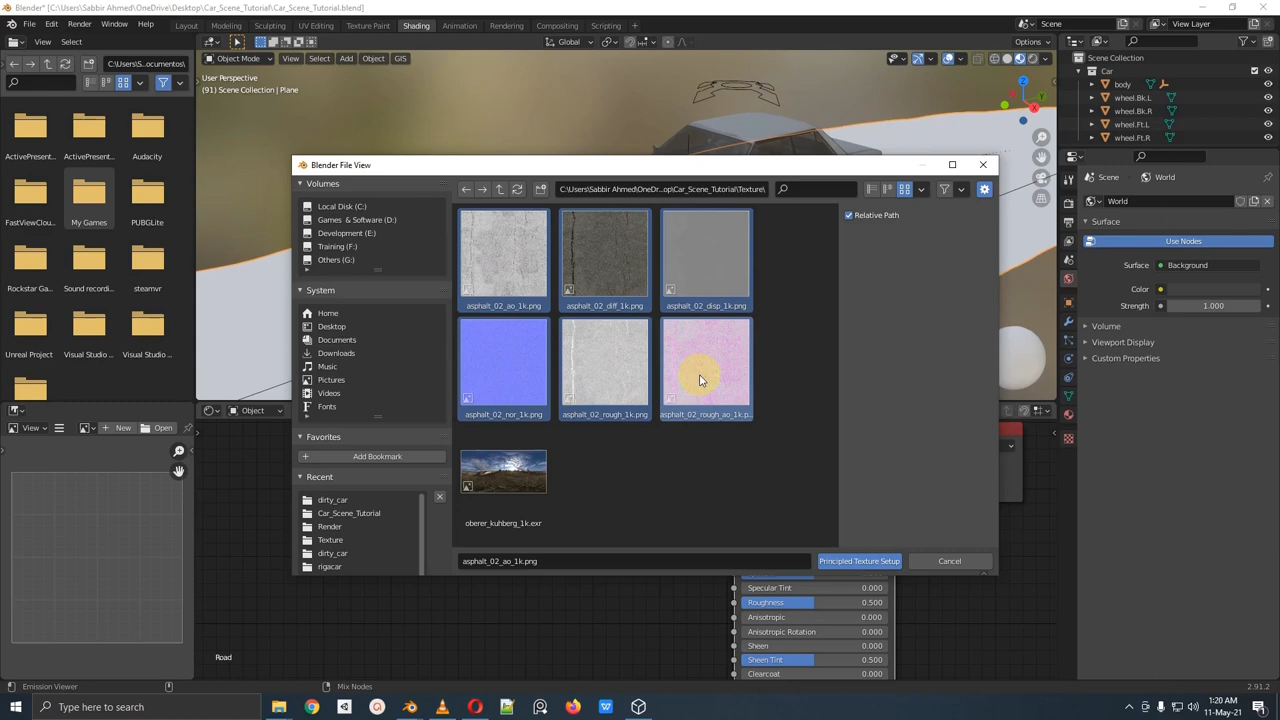 Blender* [C:\Users\Sabbir Ahmed\OneDrive\Desktop\Car_Scene_Tutorial\Car_Scene_Tutorial.blend]
File Edit Render Window Help Layout Modeling Sculpting UV Editing Texture Paint Shading Animation Rendering Compositing Scripting Scene View Layer
View Select Object Mode View Select Add Object GIS Global Options
C:\Users\S...ocumentos\
User Perspective
(91) Scene Collection | Plane
Scene Collection
Car
body
wheel.Bk.L
wheel.Bk.R
wheel.Ft.L
wheel.Ft.R
ActivePresent... ActivePresent... Audacity
FastViewCloud... My Games PUBGLite
Rockstar Ga... Sound recordi... steamvr
Unreal Project Visual Studio ... Visual Studio ...
Blender File View
Volumes
Local Disk (C:)
Games & Software (D:)
Development (E:)
Training (F:)
Others (G:)
System
Home
Desktop
Documents
Downloads
Music
Pictures
Videos
Fonts
Favorites
Add Bookmark
Recent
dirty_car
Car_Scene_Tutorial
Render
Texture
dirty_car
rigacar
C:\Users\Sabbir Ahmed\OneDr...op\Car_Scene_Tutorial\Texture\
Relative Path
asphalt_02_ao_1k.png asphalt_02_diff_1k.png asphalt_02_disp_1k.png
asphalt_02_nor_1k.png asphalt_02_rough_1k.png asphalt_02_rough_ao_1k.p...
oberer_kuhberg_1k.exr
asphalt_02_ao_1k.png Principled Texture Setup Cancel
Scene World
World
Surface
Use Nodes
Surface Background
Color
Strength 1.000
Volume
Viewport Display
Custom Properties
View New Open
Object
Specular Tint 0.000
Roughness 0.500
Anisotropic 0.000
Anisotropic Rotation 0.000
Sheen 0.000
Sheen Tint 0.500
Clearcoat 0.000
Road
Emission Viewer Mix Nodes 2.91.2
Type here to search
1:20 AM
11-May-21